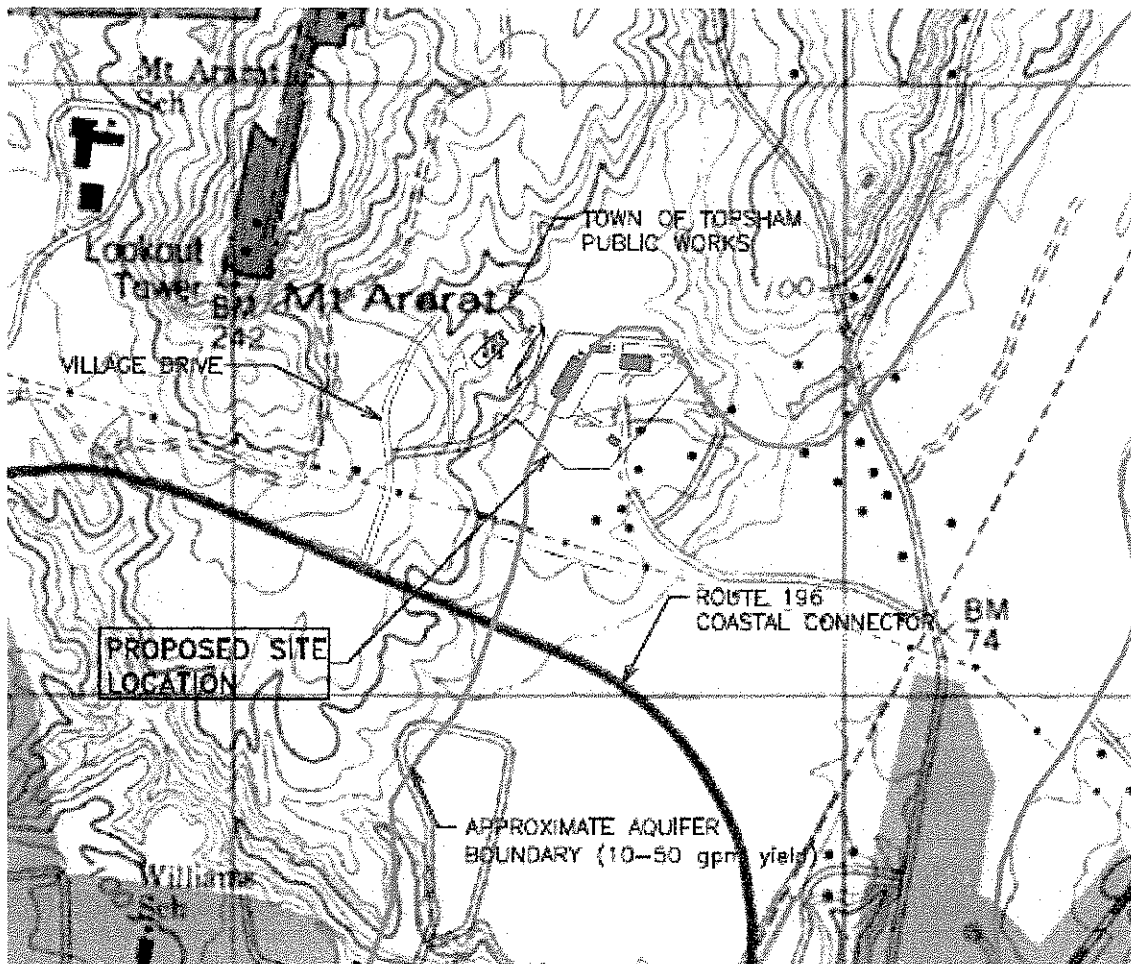 Mt Ararat
Sch
TOWN OF TOPSHAM
PUBLIC WORKS
Lookout
Tower
BM
242
Mt Ararat
100
VILLAGE DRIVE
ROUTE 196
COASTAL CONNECTOR
BM
74
PROPOSED SITE
LOCATION
APPROXIMATE AQUIFER
BOUNDARY (10-50 gpm yield)
Williams
Sch